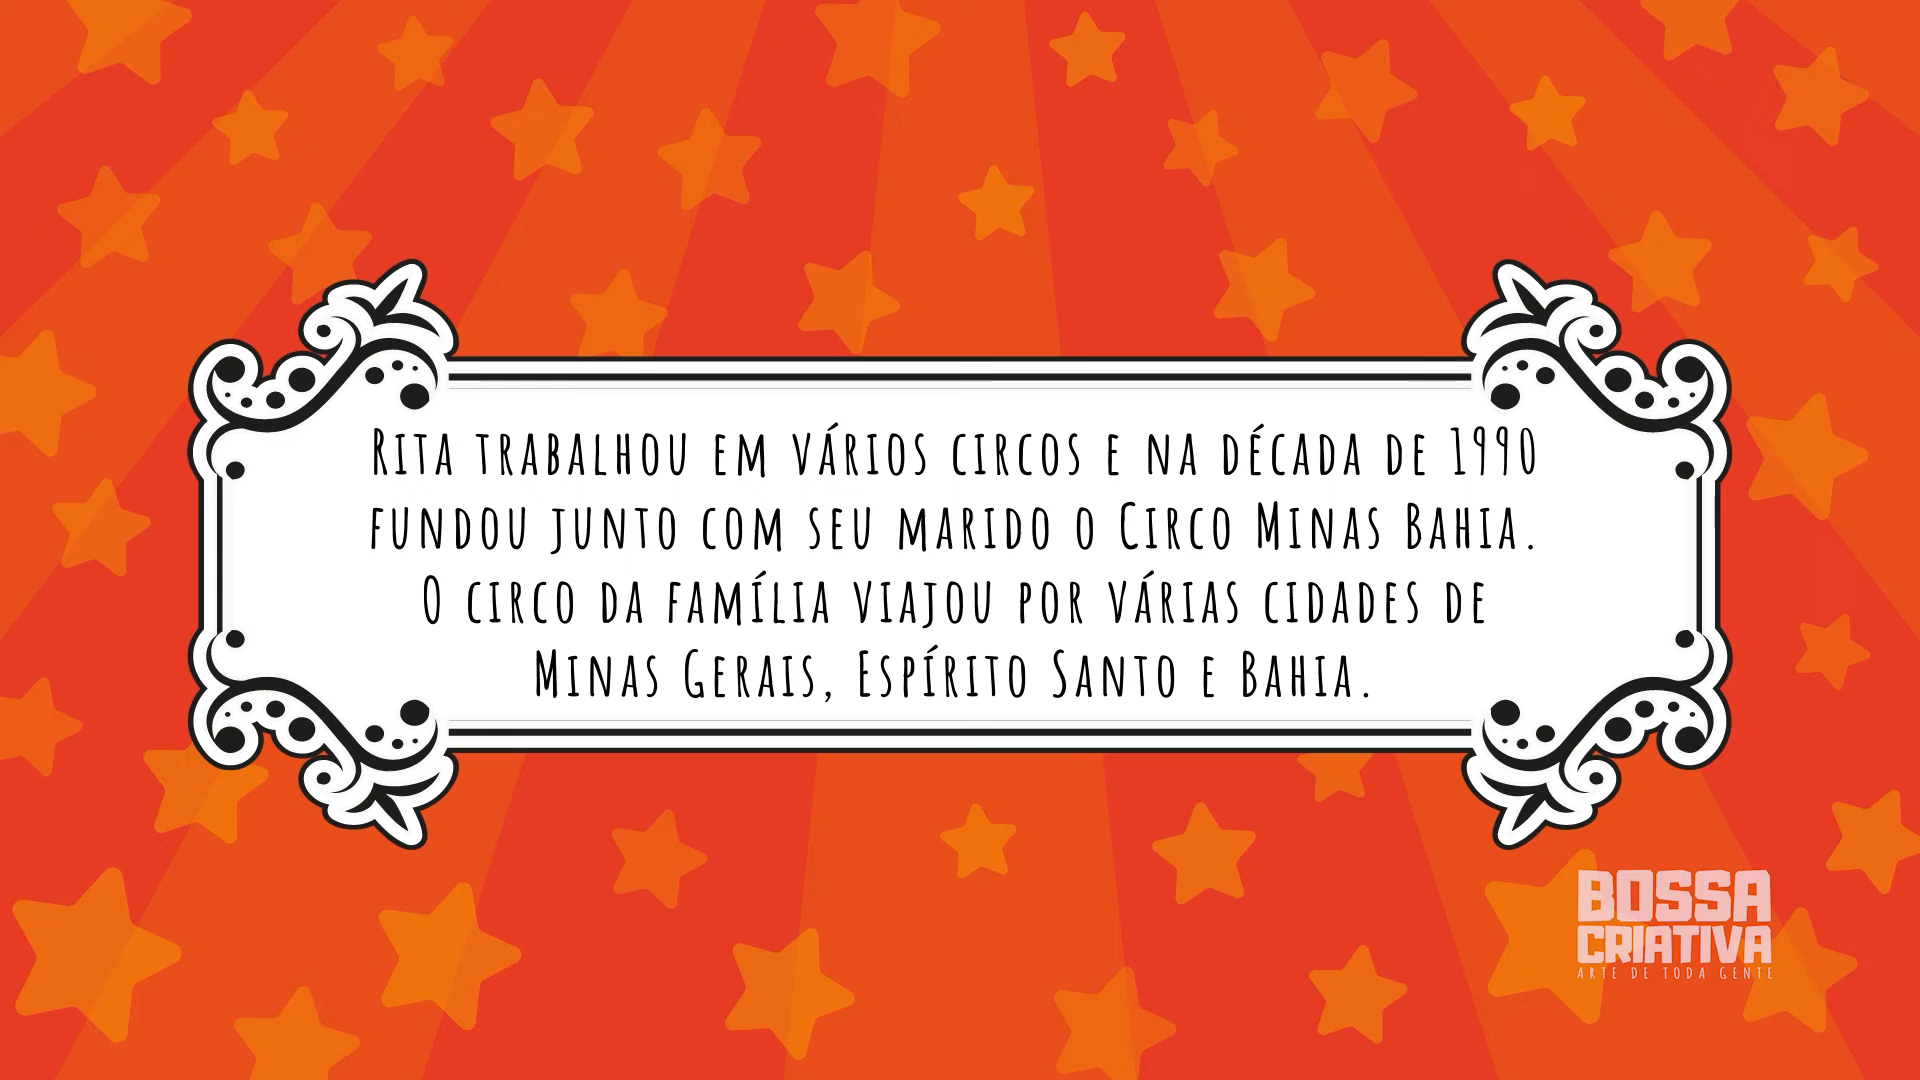 Rita trabalhou em vários circos e na década de 1990
fundou junto com seu marido o Circo Minas Bahia.
O circo da família viajou por várias cidades de
Minas Gerais, Espírito Santo e Bahia.
BOSSA
CRIATIVA
ARTE DE TODA GENTE